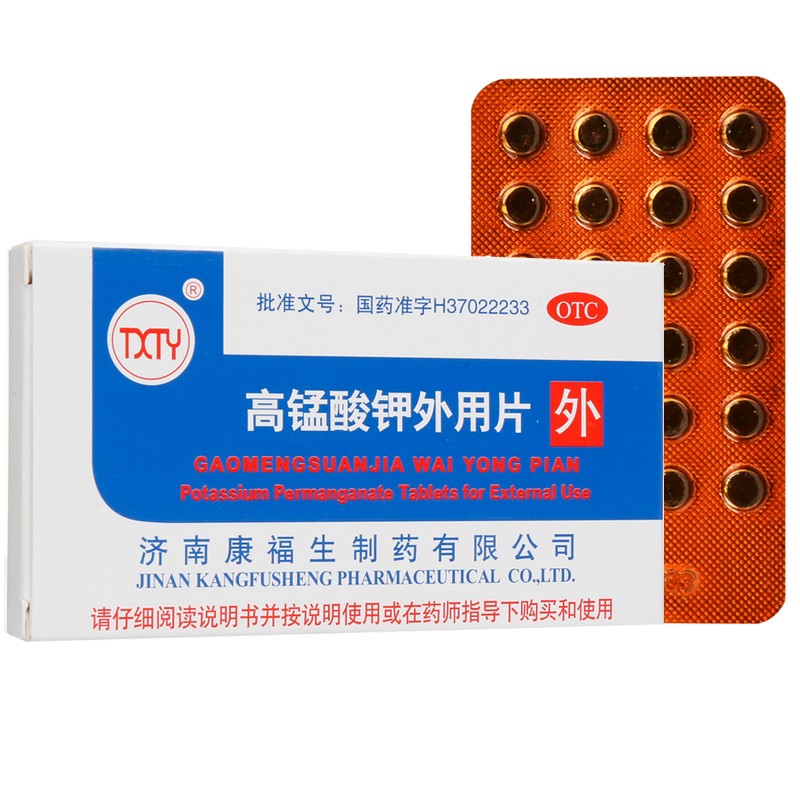 TXTY
®
批准文号：国药准字H37022233
OTC
高锰酸钾外用片
外
GAOMENGSUANJIA WAI YONG PIAN
Potassium Permanganate Tablets for External Use
济南康福生制药有限公司
JINAN KANGFUSHENG PHARMACEUTICAL CO.,LTD.
请仔细阅读说明书并按说明使用或在药师指导下购买和使用